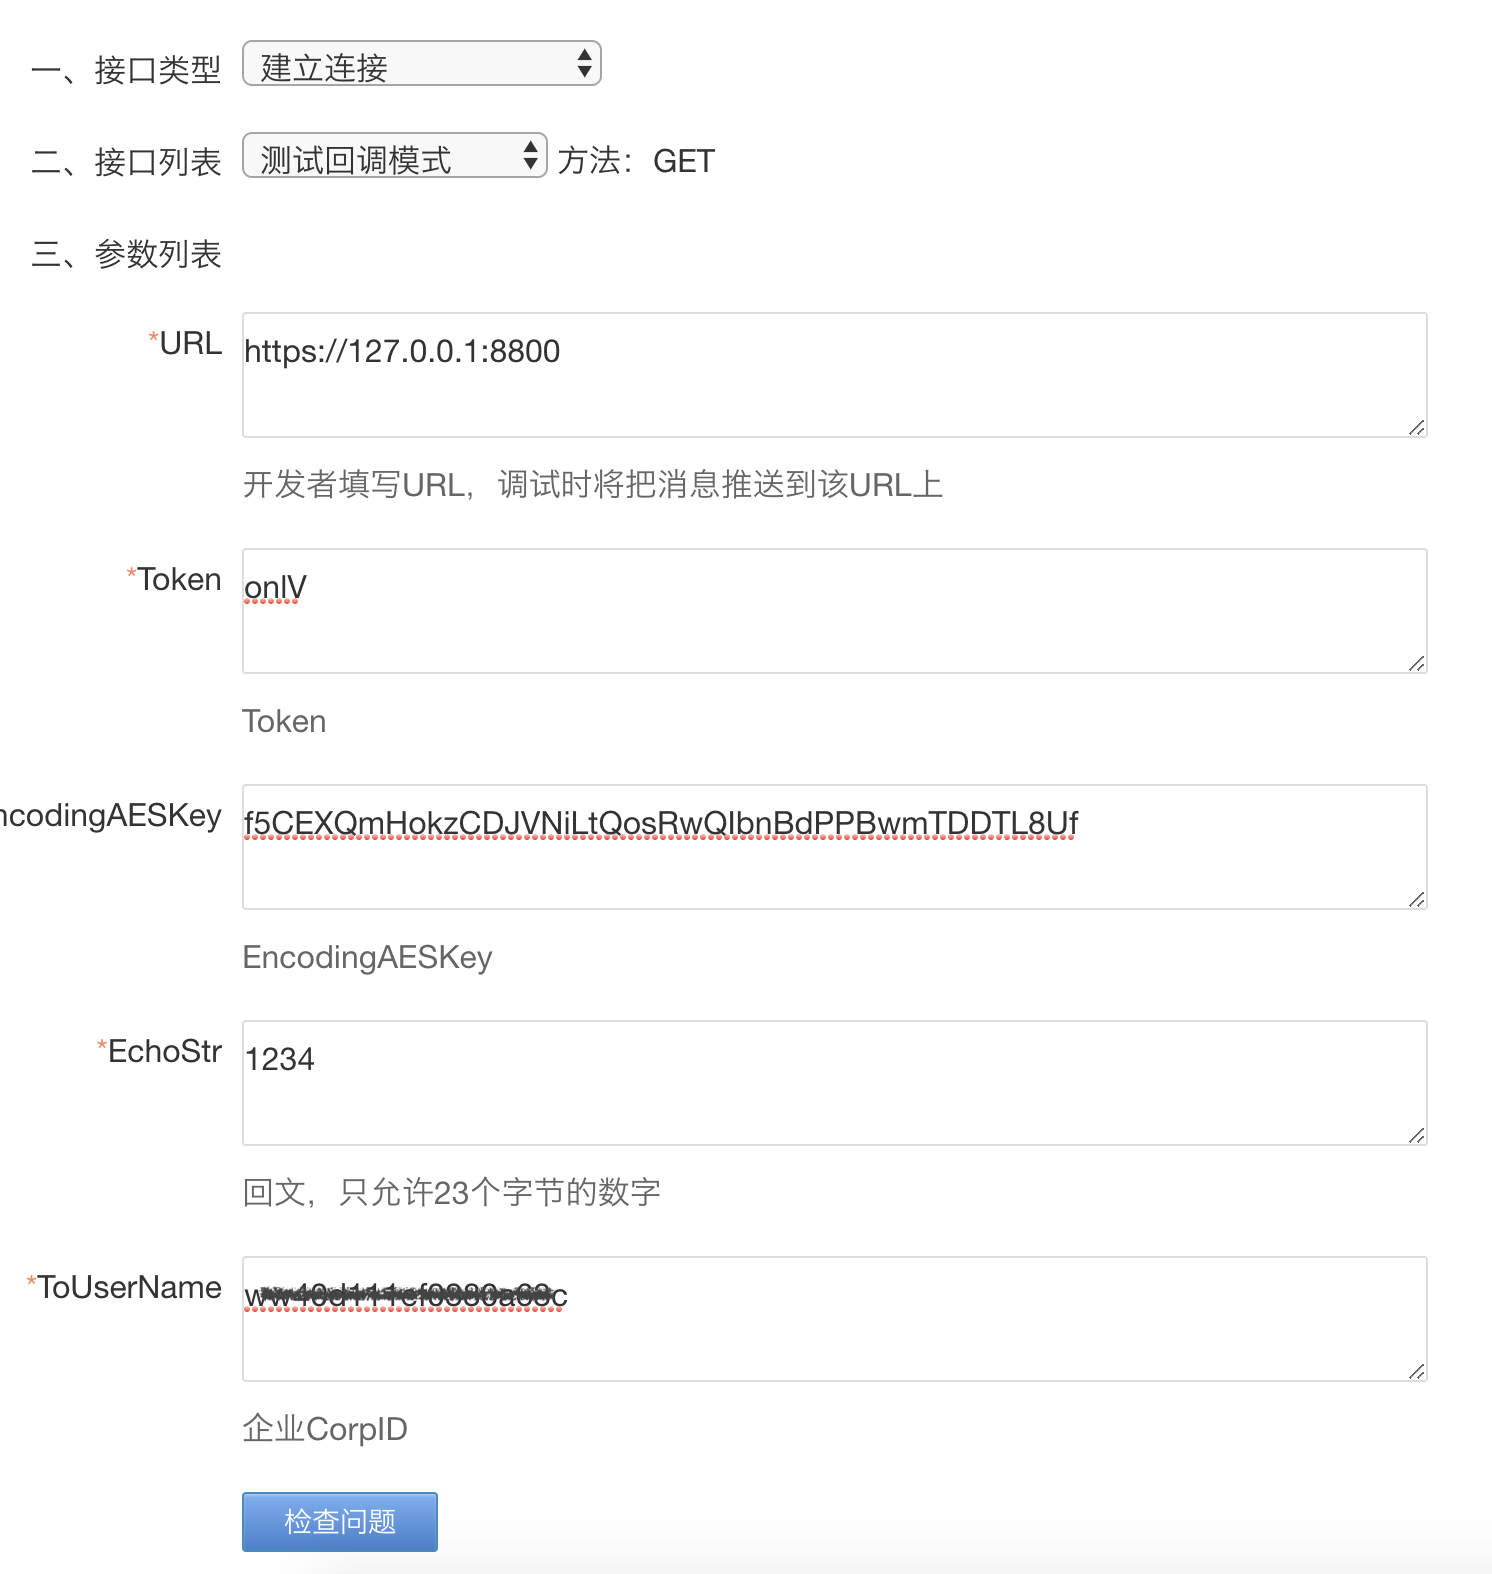 一、接口类型 建立连接
二、接口列表 测试回调模式 方法：GET
三、参数列表
*URL https://127.0.0.1:8800
开发者填写URL，调试时将把消息推送到该URL上
*Token onIV
Token
ncodingAESKey f5CEXQmHokzCDJVNiLtQosRwQIbnBdPPBwmTDDTL8Uf
EncodingAESKey
*EchoStr 1234
回文，只允许23个字节的数字
*ToUserName
企业CorpID
检查问题